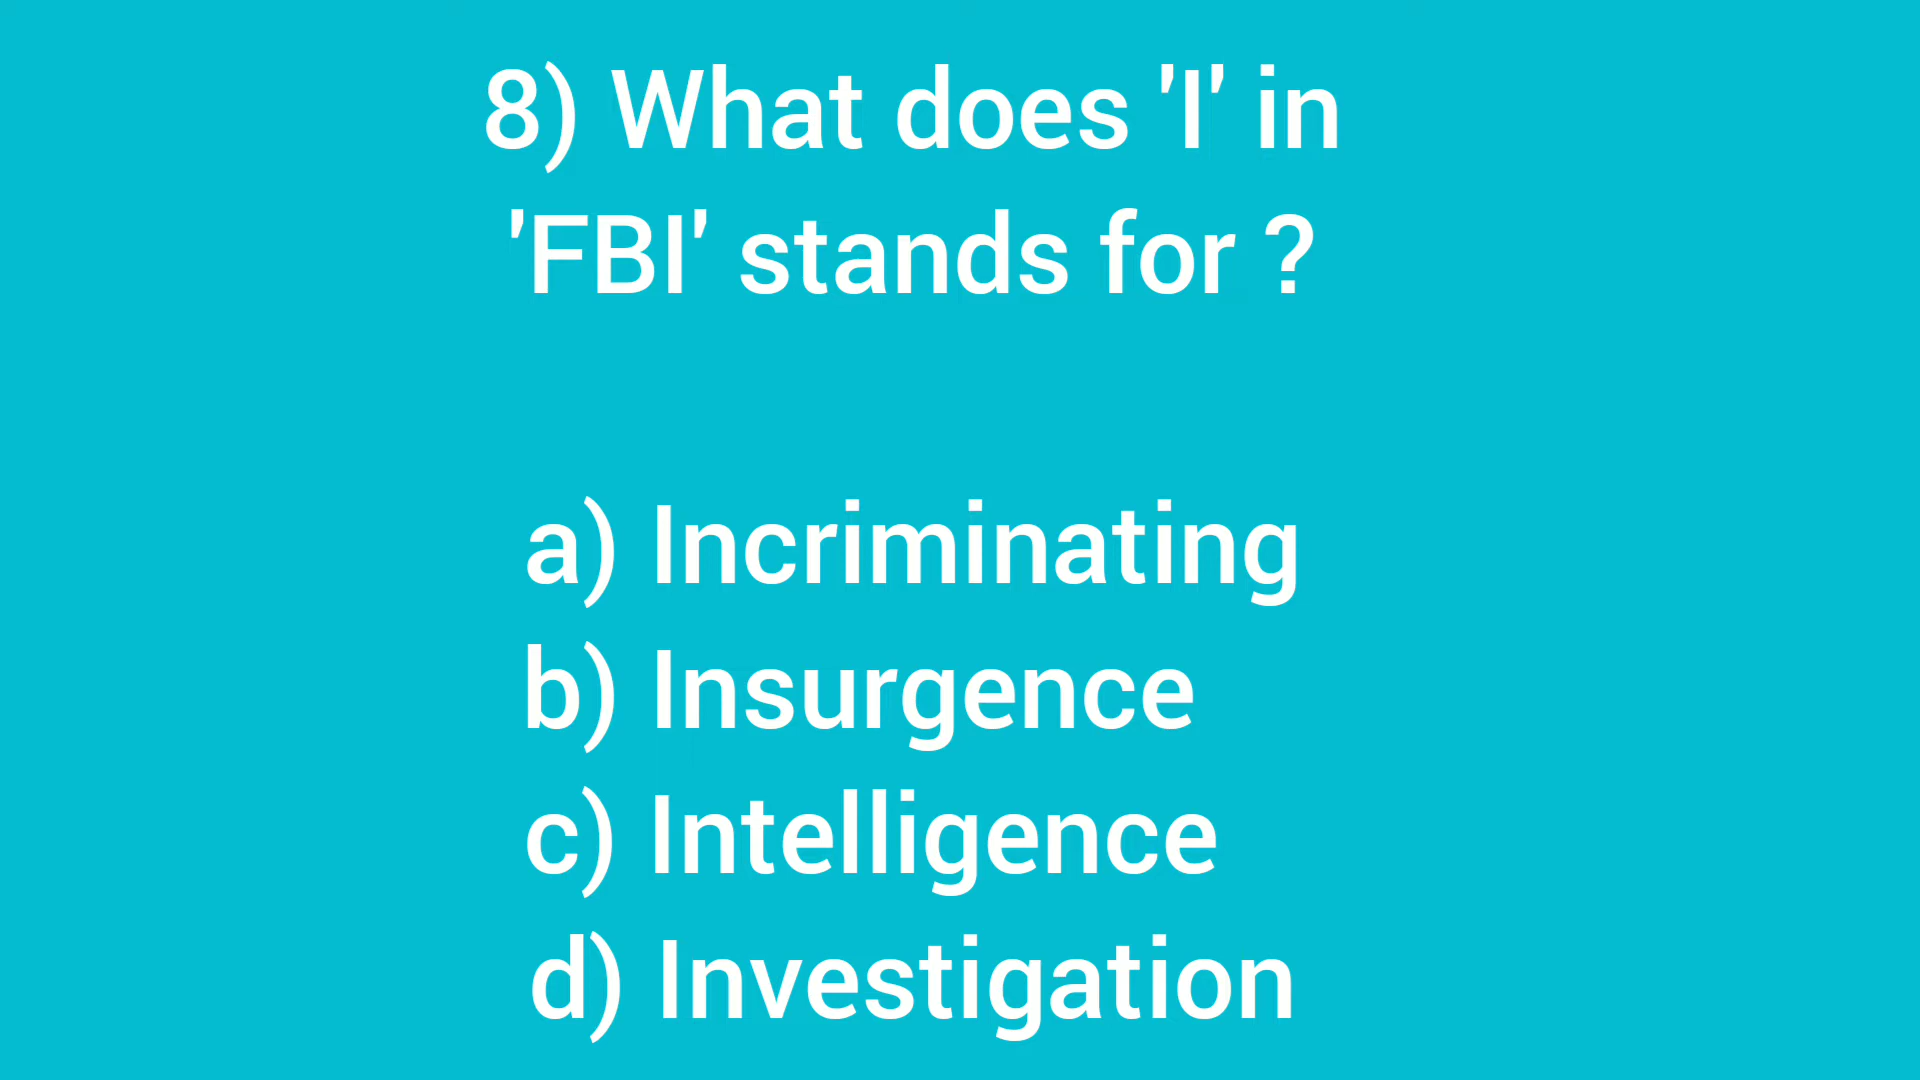 8) What does 'I' in
'FBI' stands for ?
a) Incriminating
b) Insurgence
c) Intelligence
d) Investigation